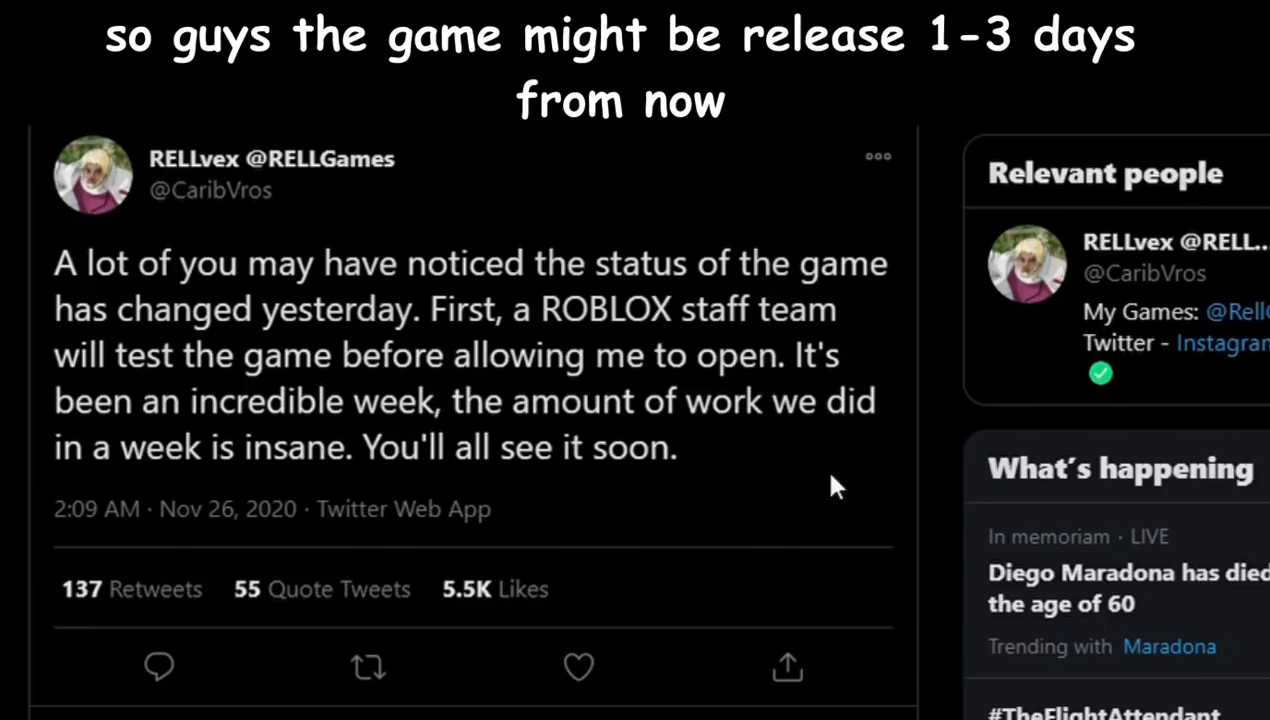 so guys the game might be release 1-3 days
from now
RELLvex @RELLGames
@CaribVros
A lot of you may have noticed the status of the game
has changed yesterday. First, a ROBLOX staff team
will test the game before allowing me to open. It's
been an incredible week, the amount of work we did
in a week is insane. You'll all see it soon.
2:09 AM · Nov 26, 2020 · Twitter Web App
137 Retweets 55 Quote Tweets 5.5K Likes
Relevant people
RELLvex @RELL...
@CaribVros
My Games: @Rell
Twitter - Instagram
What's happening
In memoriam · LIVE
Diego Maradona has died
the age of 60
Trending with Maradona
#TheFlightAttendant